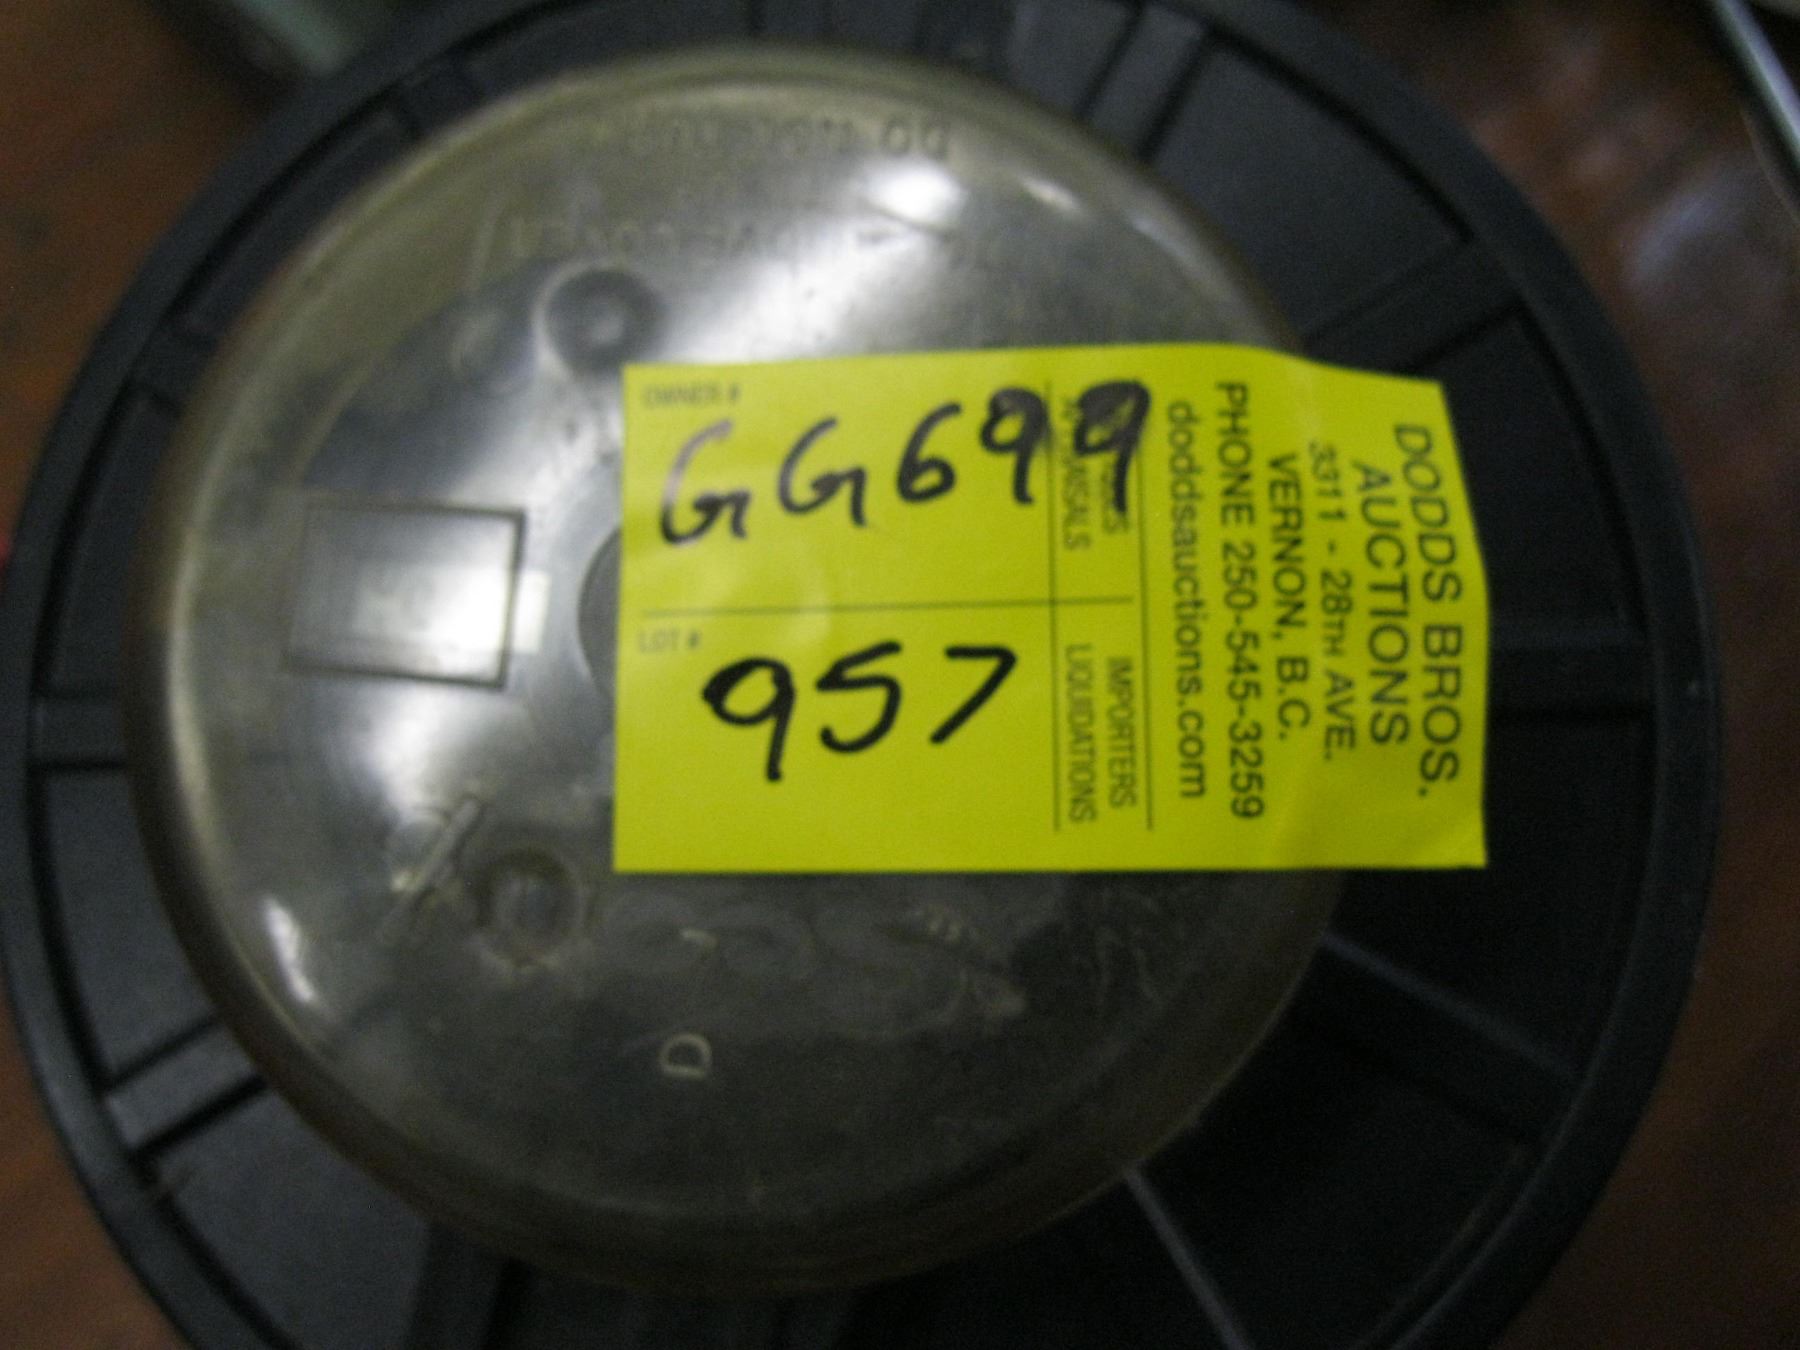 OWNER #
GG699
LOT #
957
DODDS BROS.
AUCTIONS
3311 - 28TH AVE.
VERNON, B.C.
PHONE 250-545-3259
doddsauctions.com
IMPORTERS
LIQUIDATIONS
D